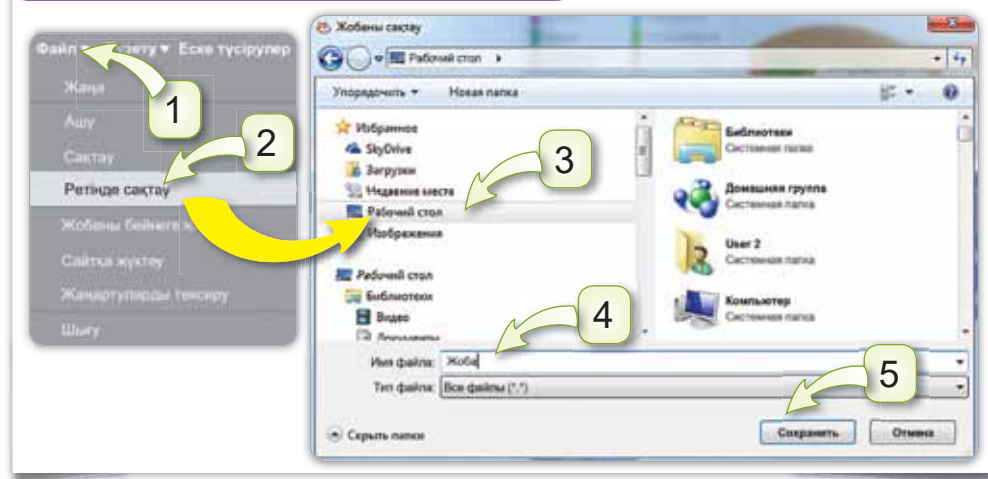 Файл
Еске түсірулер
Жаңа
Ашу
Сақтау
Ретінде сақтау
Жобаны бейнеге
Сайтқа жүктеу
Жаңартуларды тексеру
Шығу
1
2
Жобаны сақтау
Рабочий стол
Упорядочить
Новая папка
Избранное
SkyDrive
Загрузки
Недавние места
Рабочий стол
Изображения
Рабочий стол
Библиотеки
Видео
Документы
3
Библиотеки
Системная папка
Домашняя группа
Системная папка
User 2
Системная папка
Компьютер
Системная папка
4
Имя файла: Жоба
Тип файла: Все файлы (*.*)
5
Скрыть папки
Сохранить
Отмена